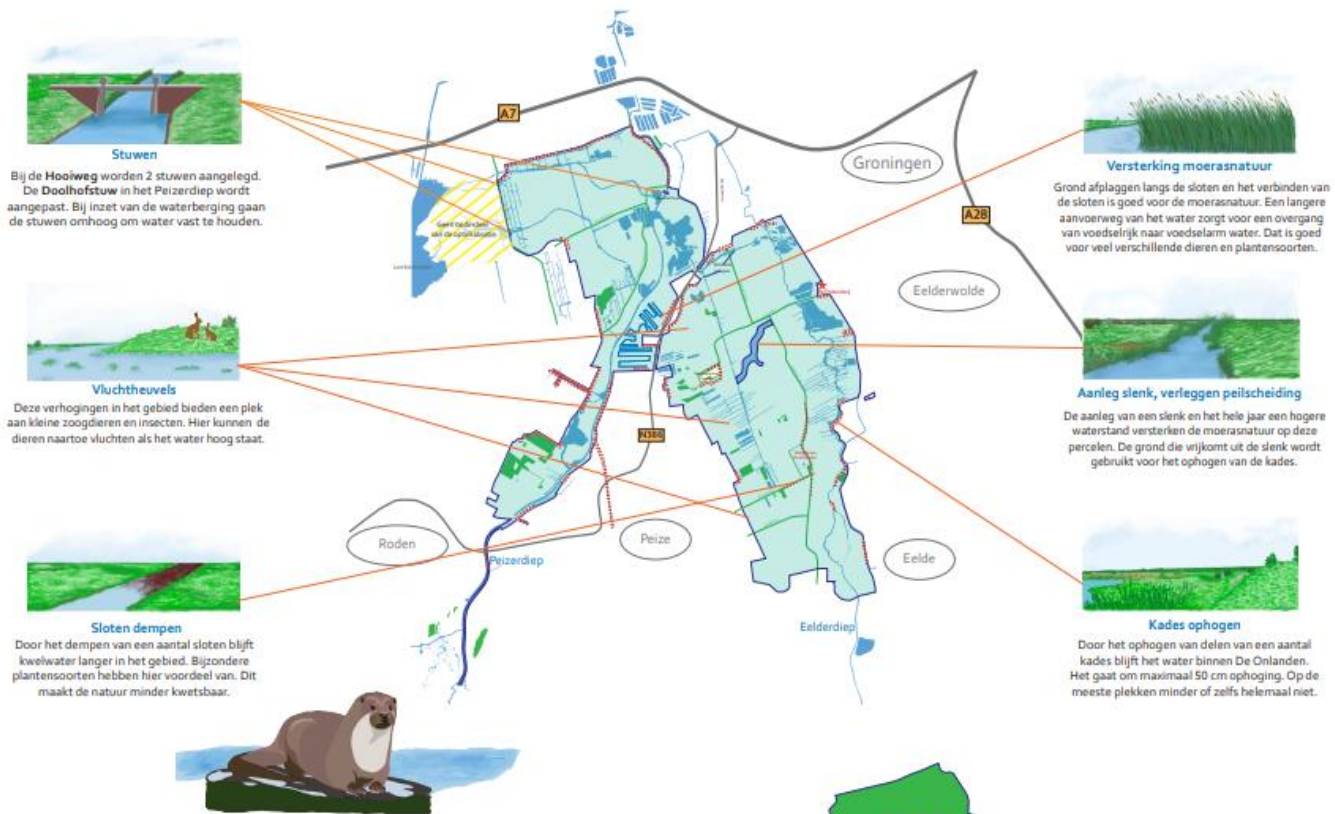 Stuwen
Bij de Hooiweg worden 2 stuwen aangelegd.
De Doolhofstuw in het Peizerdiep wordt
aangepast. Bij inzet van de waterberging gaan
de stuwen omhoog om water vast te houden.
Vluchtheuvels
Deze verhogingen in het gebied bieden een plek
aan kleine zoogdieren en insecten. Hier kunnen de
dieren naartoe vluchten als het water hoog staat.
Sloten dempen
Door het dempen van een aantal sloten blijft
kwelwater langer in het gebied. Bijzondere
plantensoorten hebben hier voordeel van. Dit
maakt de natuur minder kwetsbaar.
A7
Groningen
A28
Eelderwolde
N386
Roden
Peize
Eelde
Peizerdiep
Eelderdiep
Versterking moerasnatuur
Grond afplaggen langs de sloten en het verbinden van
de sloten is goed voor de moerasnatuur. Een langere
aanvoerweg van het water zorgt voor een overgang
van voedselrijk naar voedselarm water. Dat is goed
voor veel verschillende dieren en plantensoorten.
Aanleg slenk, verleggen peilscheiding
De aanleg van een slenk en het hele jaar een hogere
waterstand versterken de moerasnatuur op deze
percelen. De grond die vrijkomt uit de slenk wordt
gebruikt voor het ophogen van de kades.
Kades ophogen
Door het ophogen van delen van een aantal
kades blijft het water binnen De Onlanden.
Het gaat om maximaal 50 cm ophoging. Op de
meeste plekken minder of zelfs helemaal niet.